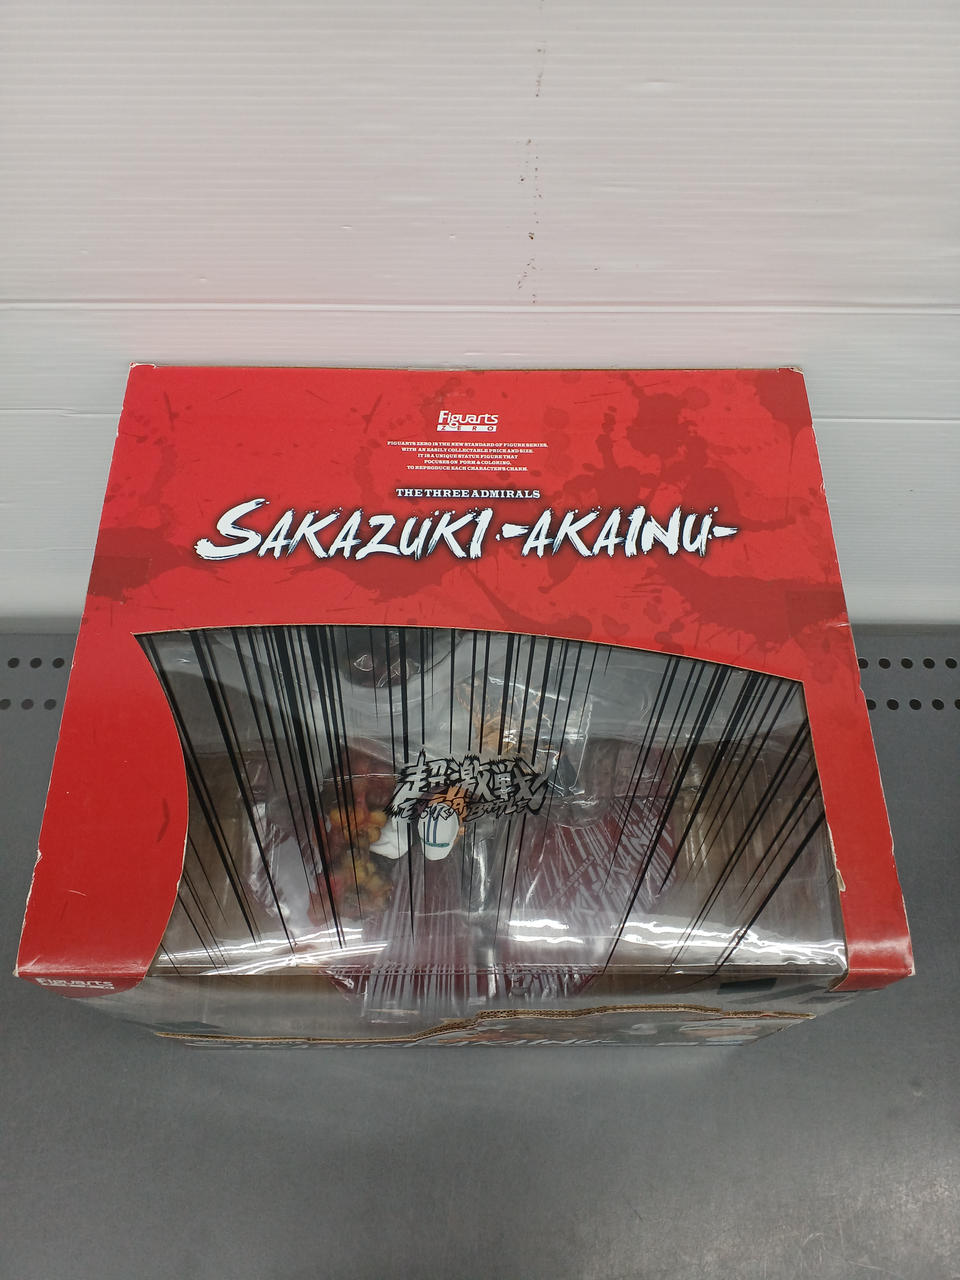 Figuarts
ZERO
FIGUARTS ZERO IS THE NEW STANDARD OF FIGURE SERIES,
WITH AN EASILY COLLECTABLE PRICE AND SIZE.
IT IS A UNIQUE STATUE FIGURE THAT
FOCUSES ON FORM & COLORING,
TO REPRODUCE EACH CHARACTER'S CHARM.
THE THREE ADMIRALS
SAKAZUKI -AKAINU-
超激戦
EXTRA BATTLE
Figuarts